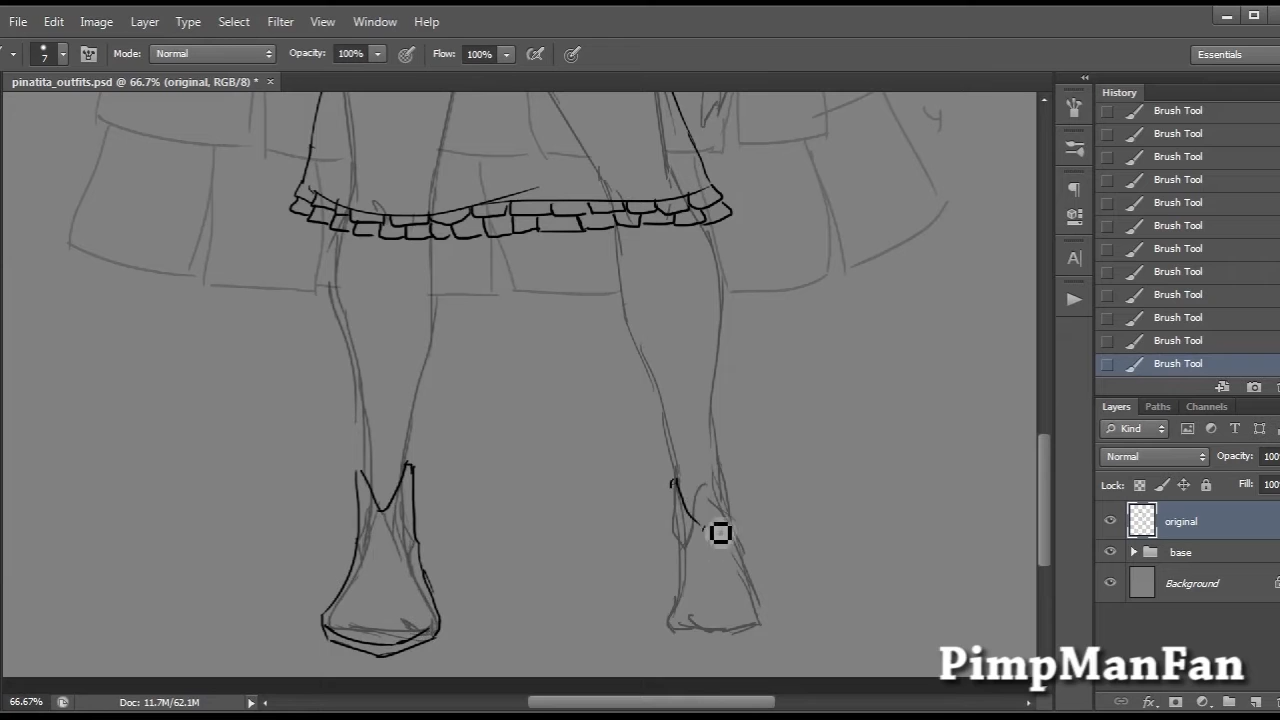 File Edit Image Layer Type Select Filter View Window Help
7 Mode: Normal Opacity: 100% Flow: 100% Essentials
pinatita_outfits.psd @ 66.7% (original, RGB/8) * ×
History
Brush Tool
Brush Tool
Brush Tool
Brush Tool
Brush Tool
Brush Tool
Brush Tool
Brush Tool
Brush Tool
Brush Tool
Brush Tool
Brush Tool
Layers Paths Channels
Kind
Normal Opacity: 100
Lock: Fill: 100
original
base
Background
PimpManFan
66.67% Doc: 11.7M/62.1M